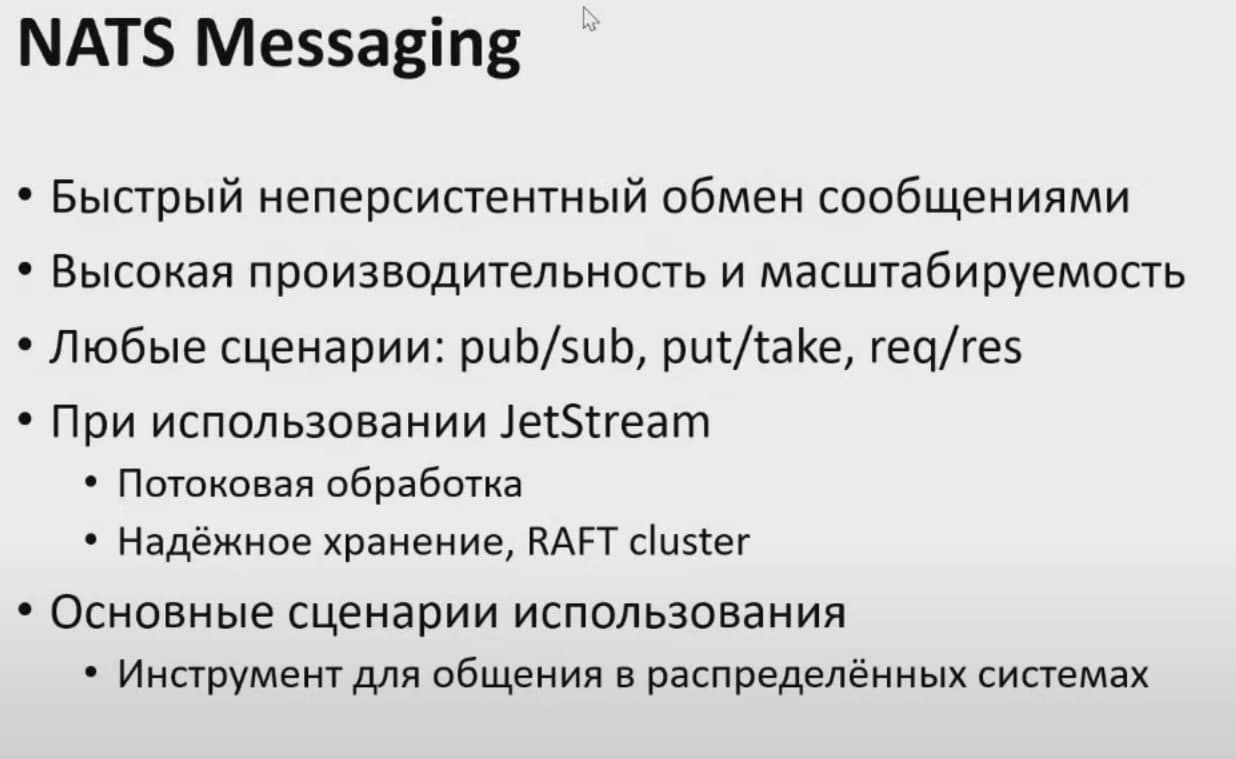 NATS Messaging
• Быстрый неперсистентный обмен сообщениями
• Высокая производительность и масштабируемость
• Любые сценарии: pub/sub, put/take, req/res
• При использовании JetStream
• Потоковая обработка
• Надёжное хранение, RAFT cluster
• Основные сценарии использования
• Инструмент для общения в распределённых системах